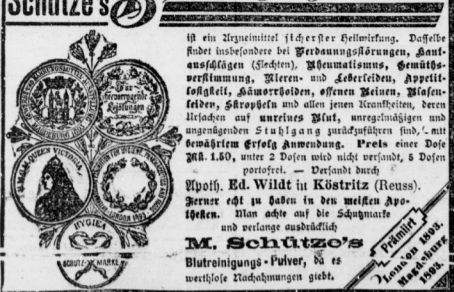 Schütze's
ist ein Arzneimittel sicherster Heilwirkung. Dasselbe
findet insbesondere bei Verdauungsstörungen, Haut-
ausschlägen (Flechten), Rheumatismus, Gemüths-
verstimmung, Nieren- und Leberleiden, Appetit-
losigkeit, Hämorrhoiden, offenen Beinen, Blasen-
leiden, Skropheln und allen jenen Krankheiten, deren
Ursachen auf unreines Blut, unregelmäßigen und
ungenügenden Stuhlgang zurückzuführen sind, mit
bewährtem Erfolg Anwendung. Preis einer Dose
Mk. 1.50, unter 2 Dosen wird nicht versandt, 5 Dosen
portofrei. — Versandt durch
Apoth. Ed. Wildt in Köstritz (Reuss).
Ferner echt zu haben in den meisten Apo-
theken. Man achte auf die Schutzmarke
und verlange ausdrücklich
M. Schütze's
Blutreinigungs-Pulver, da es
werthlose Nachahmungen giebt.
Prämiirt
London 1893.
Magdeburg
1893.
Für
hervorragende
Leistungen
QUEEN VICTORIA
LONDON 1893
HYGIEA
SCHUTZ MARKE